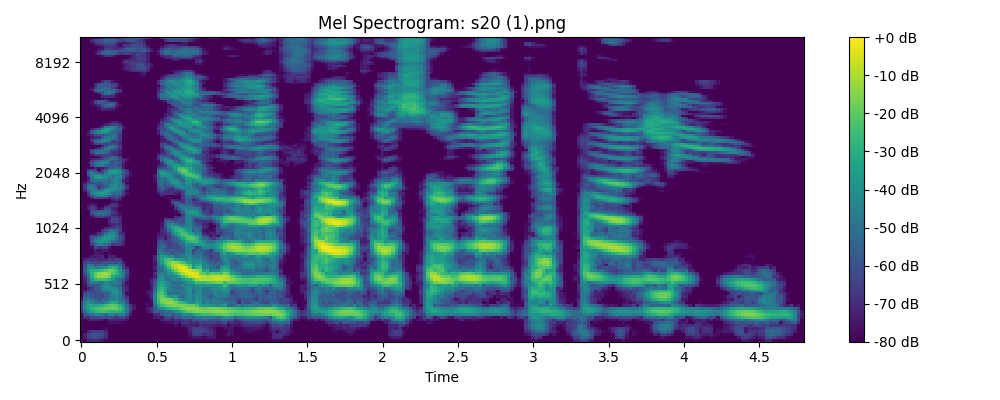 Mel Spectrogram: s20 (1).png
Hz
8192
4096
2048
1024
512
0
0
0.5
1
1.5
2
2.5
3
3.5
4
4.5
Time
+0 dB
-10 dB
-20 dB
-30 dB
-40 dB
-50 dB
-60 dB
-70 dB
-80 dB